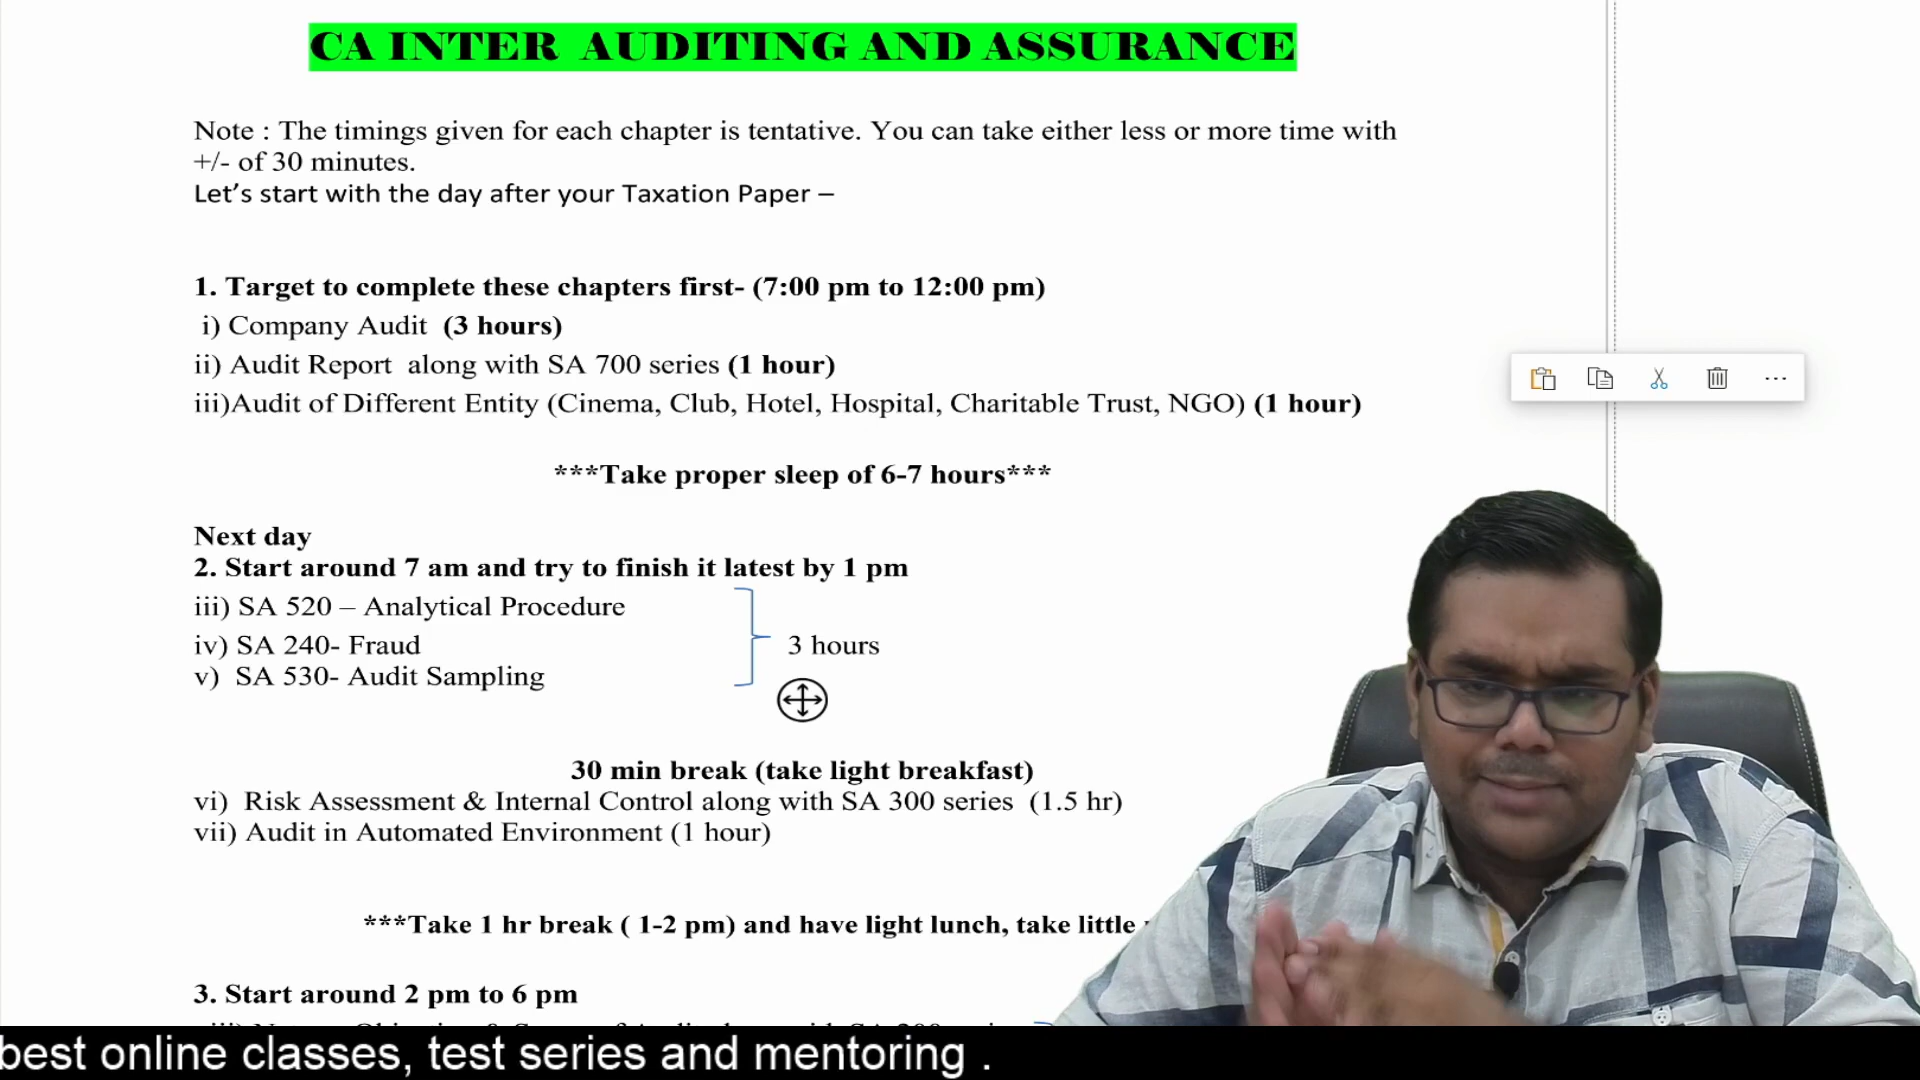 CA INTER AUDITING AND ASSURANCE
Note : The timings given for each chapter is tentative. You can take either less or more time with
+/- of 30 minutes.
Let’s start with the day after your Taxation Paper –
1. Target to complete these chapters first- (7:00 pm to 12:00 pm)
i) Company Audit (3 hours)
ii) Audit Report along with SA 700 series (1 hour)
iii)Audit of Different Entity (Cinema, Club, Hotel, Hospital, Charitable Trust, NGO) (1 hour)
***Take proper sleep of 6-7 hours***
Next day
2. Start around 7 am and try to finish it latest by 1 pm
iii) SA 520 – Analytical Procedure
iv) SA 240- Fraud
3 hours
v) SA 530- Audit Sampling
30 min break (take light breakfast)
vi) Risk Assessment & Internal Control along with SA 300 series (1.5 hr)
vii) Audit in Automated Environment (1 hour)
***Take 1 hr break ( 1-2 pm) and have light lunch, take little
3. Start around 2 pm to 6 pm
best online classes, test series and mentoring .